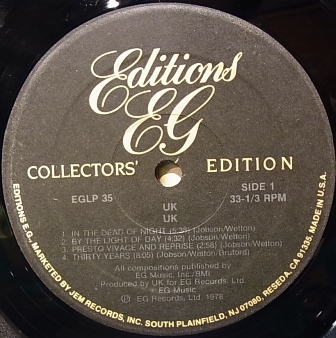 Editions
EG
COLLECTORS' EDITION
EGLP 35
SIDE 1
33-1/3 RPM
UK
UK
1. IN THE DEAD OF NIGHT (5:38) (Jobson/Wetton)
2. BY THE LIGHT OF DAY (4:32) (Jobson/Wetton)
3. PRESTO VIVACE AND REPRISE (2:58) (Jobson/Wetton)
4. THIRTY YEARS (8:05) (Jobson/Wetton/Bruford)
All compositions published by
EG Music, Inc./BMI
Produced by UK for EG Records, Ltd.
EG Music
℗ EG Records, Ltd. 1978
EDITIONS E.G. MARKETED BY JEM RECORDS, INC. SOUTH PLAINFIELD, NJ 07080, RESEDA, CA 91335. MADE IN U.S.A.